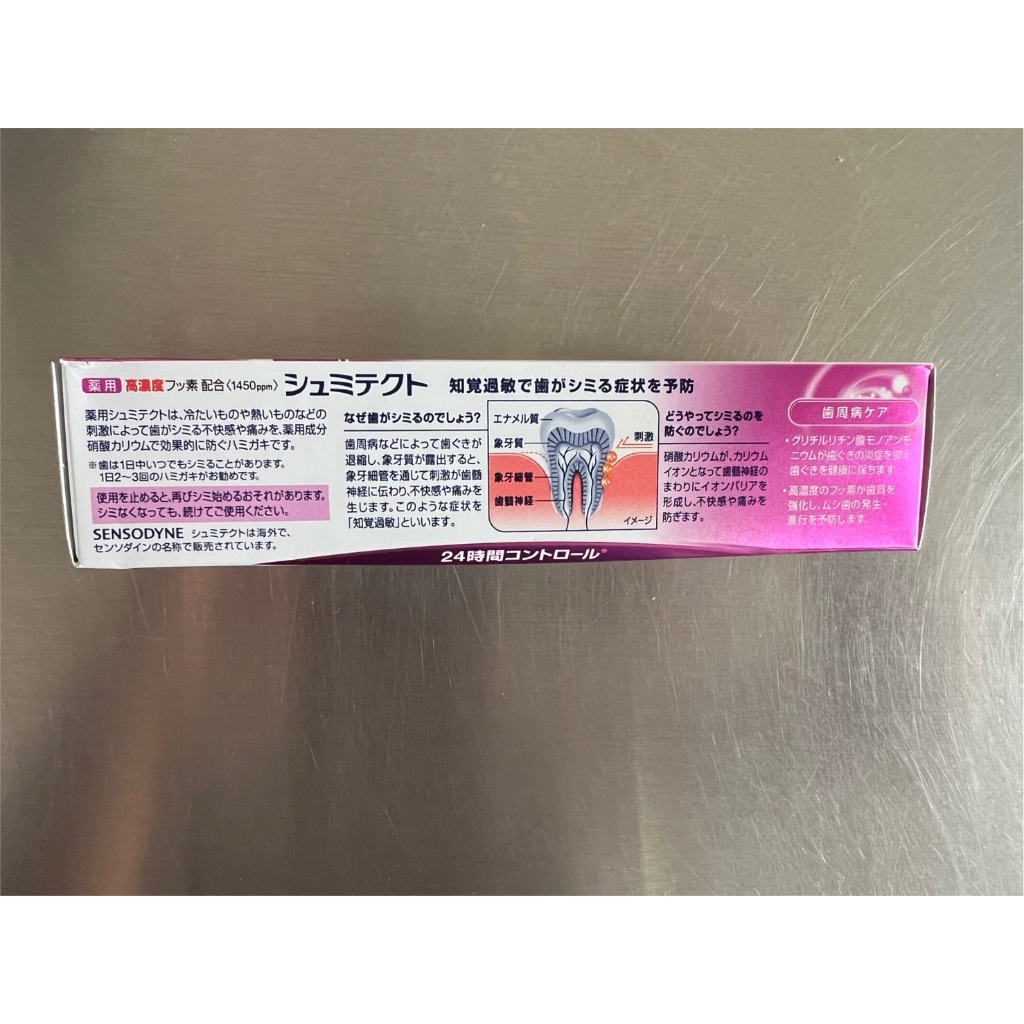 薬用 高濃度フッ素 配合〈1450ppm〉 シュミテクト 知覚過敏で歯がシミる症状を予防
薬用シュミテクトは、冷たいものや熱いものなどの
刺激によって歯がシミる不快感や痛みを、薬用成分
硝酸カリウムで効果的に防ぐハミガキです。
※歯は1日中いつでもシミることがあります。
1日2〜3回のハミガキがお勧めです。
使用を止めると、再びシミ始めるおそれがあります。
シミなくなっても、続けてご使用ください。
SENSODYNE シュミテクトは海外で、
センソダインの名称で販売されています。
なぜ歯がシミるのでしょう?
歯周病などによって歯ぐきが
退縮し、象牙質が露出すると、
象牙細管を通じて刺激が歯髄
神経に伝わり、不快感や痛みを
生じます。このような症状を
「知覚過敏」といいます。
エナメル質
象牙質
象牙細管
歯髄神経
刺激
イメージ
どうやってシミるのを
防ぐのでしょう?
硝酸カリウムが、カリウム
イオンとなって歯髄神経の
まわりにイオンバリアを
形成し、不快感や痛みを
防ぎます。
歯周病ケア
・グリチルリチン酸モノアンモ
ニウムが歯ぐきの炎症を抑え
歯ぐきを健康に保ちます
・高濃度のフッ素が歯質を
強化し、ムシ歯の発生・
進行を予防します
24時間コントロール※